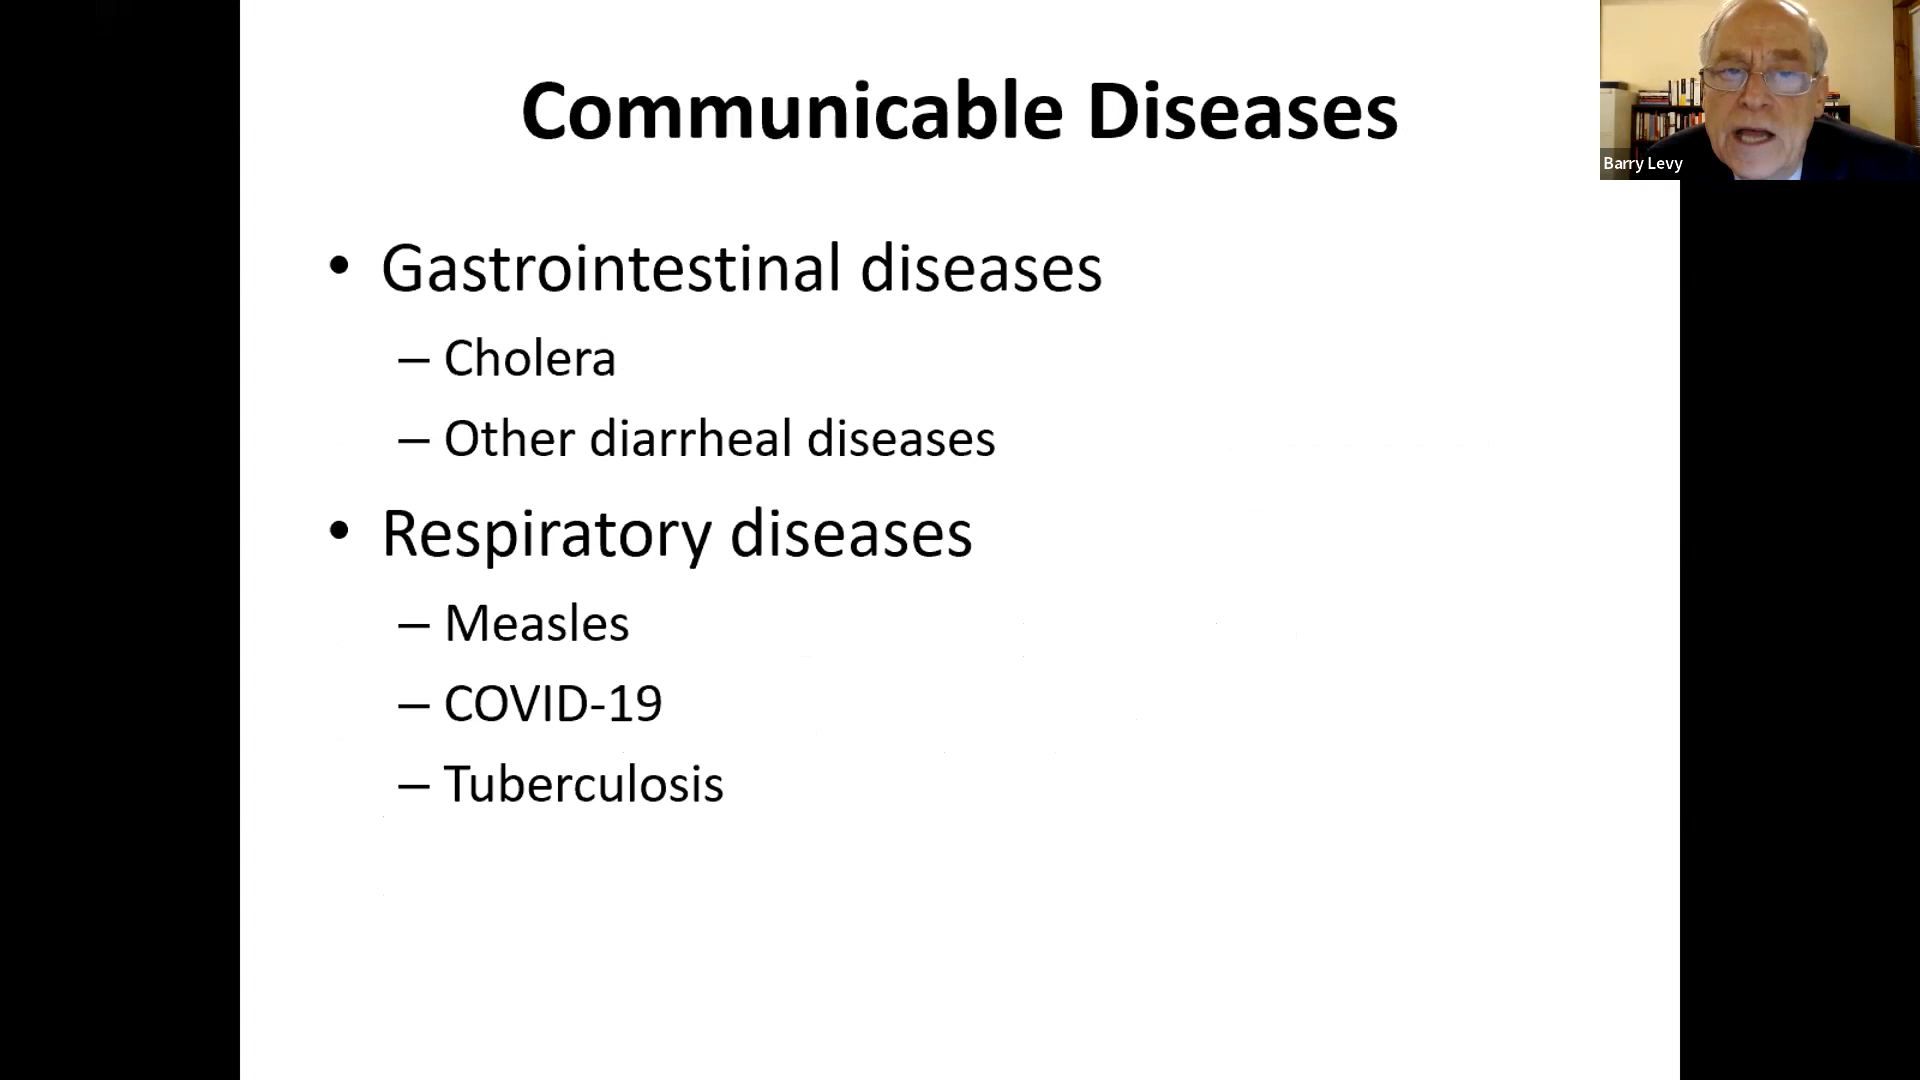 Communicable Diseases
Barry Levy
• Gastrointestinal diseases
– Cholera
– Other diarrheal diseases
• Respiratory diseases
– Measles
– COVID-19
– Tuberculosis